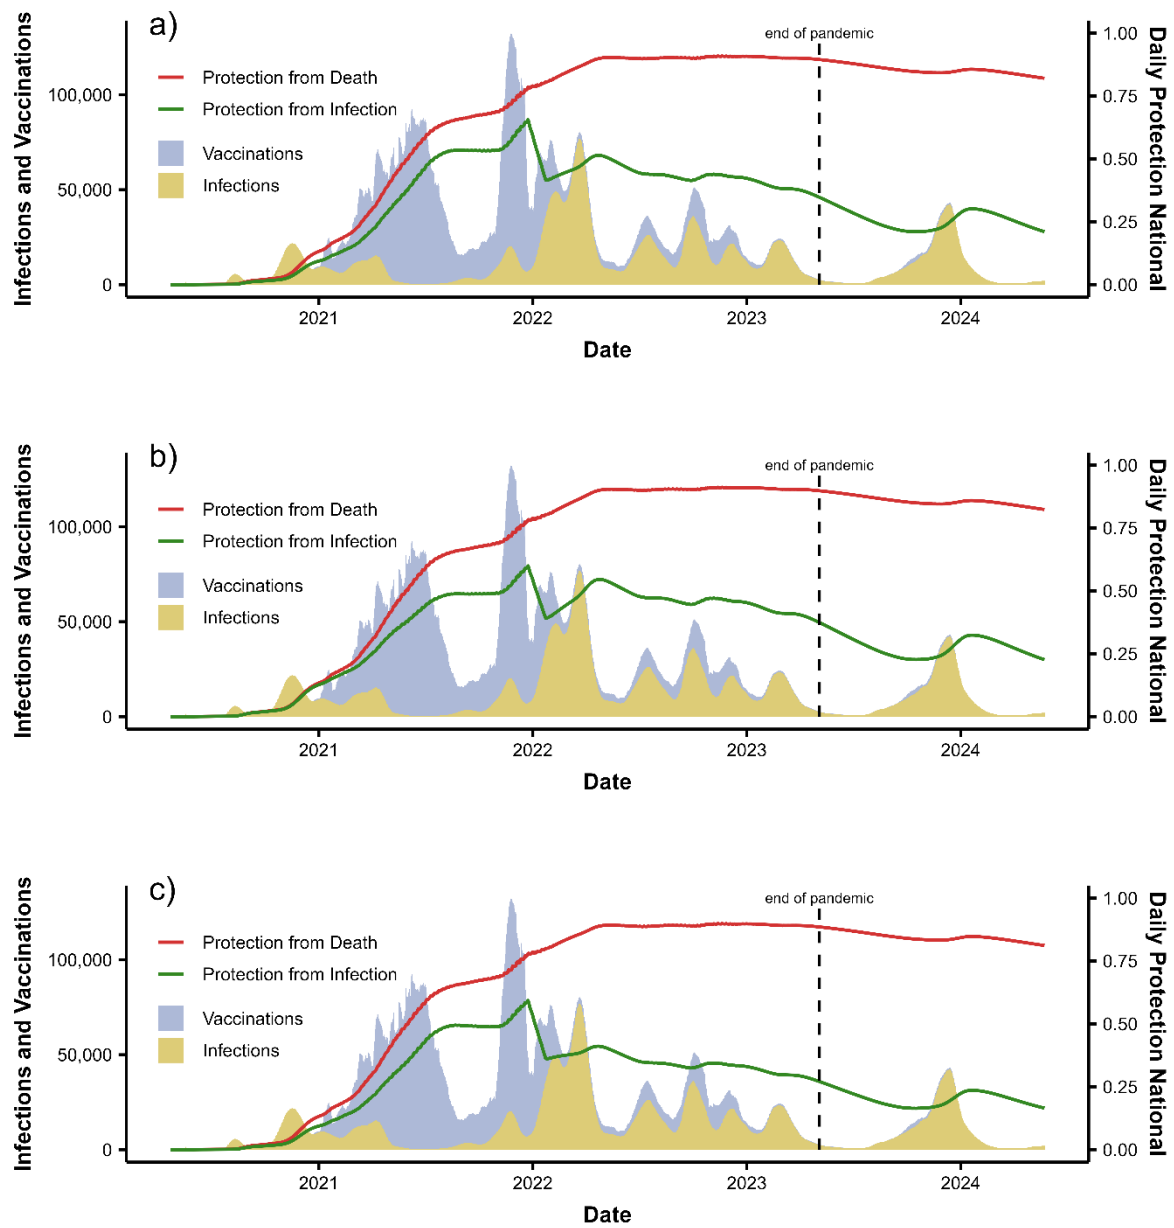 a)
end of pandemic
Infections and Vaccinations
Daily Protection National
Protection from Death
Protection from Infection
Vaccinations
Infections
100,000
50,000
0
1.00
0.75
0.50
0.25
0.00
2021 2022 2023 2024
Date
b)
end of pandemic
Infections and Vaccinations
Daily Protection National
Protection from Death
Protection from Infection
Vaccinations
Infections
100,000
50,000
0
1.00
0.75
0.50
0.25
0.00
2021 2022 2023 2024
Date
c)
end of pandemic
Infections and Vaccinations
Daily Protection National
Protection from Death
Protection from Infection
Vaccinations
Infections
100,000
50,000
0
1.00
0.75
0.50
0.25
0.00
2021 2022 2023 2024
Date